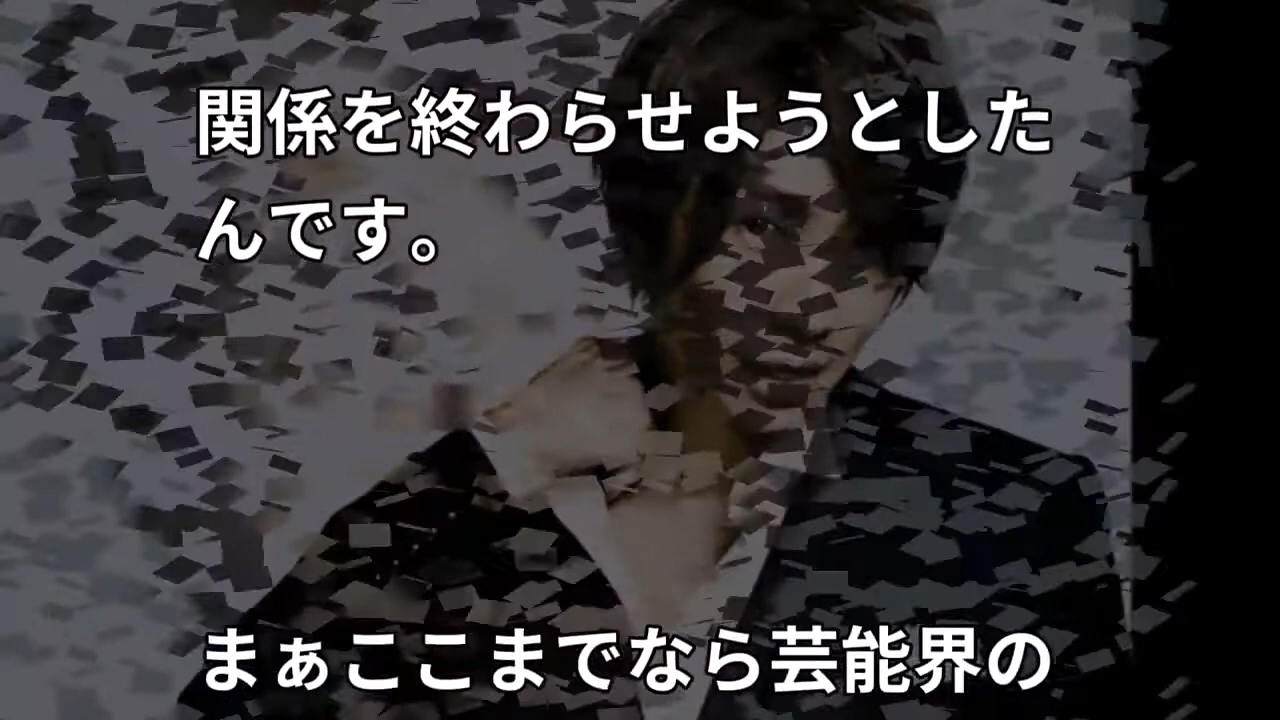 関係を終わらせようとした
んです。
まぁここまでなら芸能界の